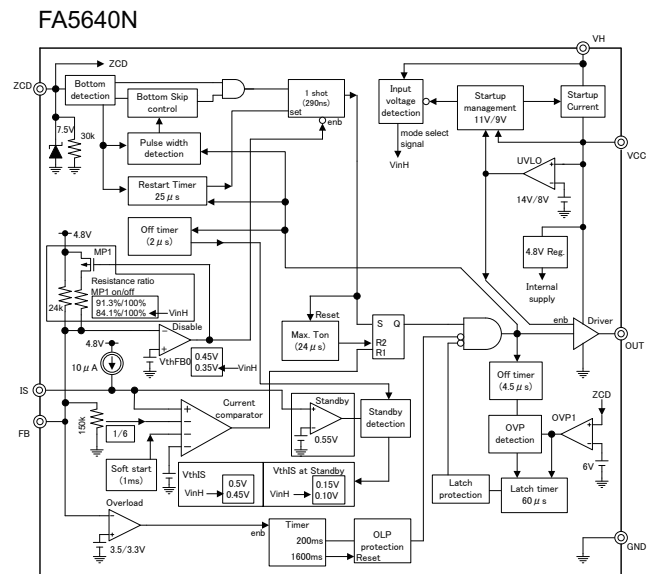 FA5640N
VH
ZCD
ZCD
Bottom
detection
Bottom Skip
control
1 shot
(290ns)
set
enb
Input
voltage
detection
mode select
signal
VinH
Startup
management
11V/9V
Startup
Current
VCC
7.5V
30k
Pulse width
detection
UVLO
14V/8V
Restart Timer
25μs
Off timer
(2μs)
4.8V Reg.
Internal
supply
4.8V
MP1
Resistance ratio
MP1 on/off
91.3%/100%
84.1%/100%
VinH
24k
Disable
VthFB0
0.45V
0.35V
VinH
Reset
Max. Ton
(24μs)
S
Q
R2
R1
enb
Driver
OUT
4.8V
10μA
IS
FB
150k
1/6
Current
comparator
Standby
0.55V
Standby
detection
Off timer
(4.5μs)
ZCD
OVP
detection
OVP1
6V
Soft start
(1ms)
VthIS
VinH
0.5V
0.45V
VthIS at Standby
VinH
0.15V
0.10V
Latch
protection
Latch timer
60μs
Overload
3.5/3.3V
enb
Timer
200ms
1600ms
OLP
protection
Reset
GND